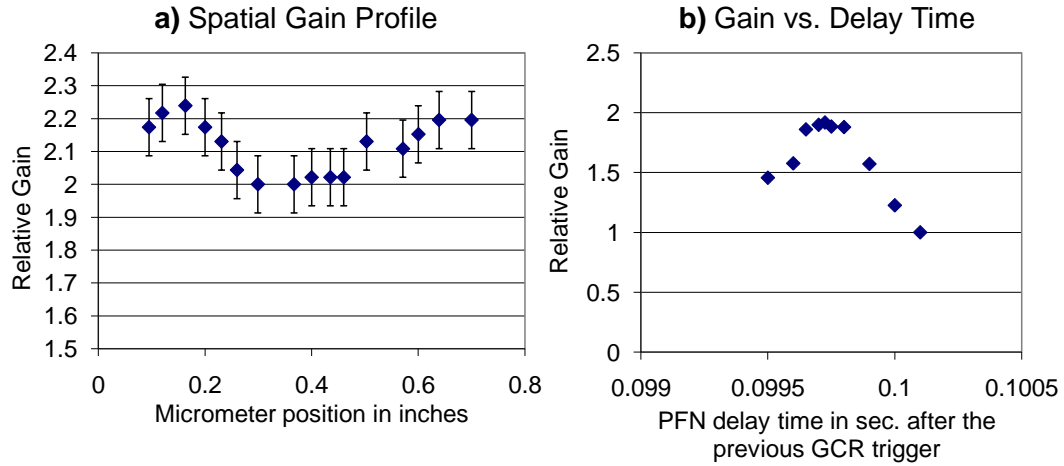 a) Spatial Gain Profile
2.4
2.3
2.2
2.1
2
1.9
1.8
1.7
1.6
1.5
Relative Gain
0 0.2 0.4 0.6 0.8
Micrometer position in inches
b) Gain vs. Delay Time
2.5
2
1.5
1
0.5
0
Relative Gain
0.099 0.0995 0.1 0.1005
PFN delay time in sec. after the
previous GCR trigger